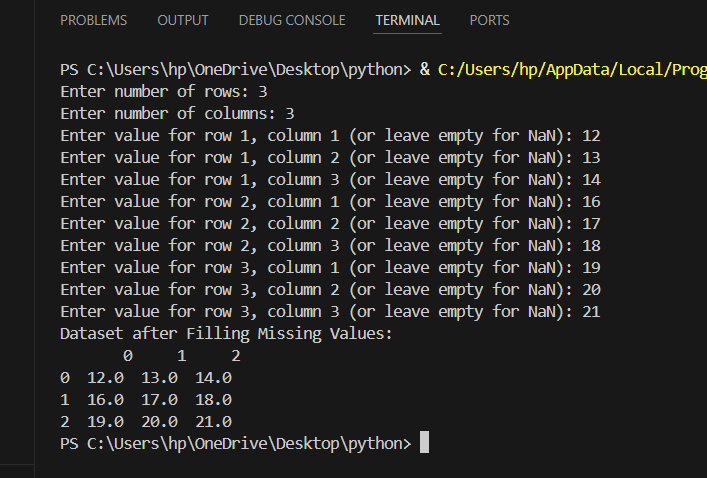 PROBLEMS OUTPUT DEBUG CONSOLE TERMINAL PORTS
PS C:\Users\hp\OneDrive\Desktop\python> & C:/Users/hp/AppData/Local/Prog
Enter number of rows: 3
Enter number of columns: 3
Enter value for row 1, column 1 (or leave empty for NaN): 12
Enter value for row 1, column 2 (or leave empty for NaN): 13
Enter value for row 1, column 3 (or leave empty for NaN): 14
Enter value for row 2, column 1 (or leave empty for NaN): 16
Enter value for row 2, column 2 (or leave empty for NaN): 17
Enter value for row 2, column 3 (or leave empty for NaN): 18
Enter value for row 3, column 1 (or leave empty for NaN): 19
Enter value for row 3, column 2 (or leave empty for NaN): 20
Enter value for row 3, column 3 (or leave empty for NaN): 21
Dataset after Filling Missing Values:
      0     1     2
0  12.0  13.0  14.0
1  16.0  17.0  18.0
2  19.0  20.0  21.0
PS C:\Users\hp\OneDrive\Desktop\python>